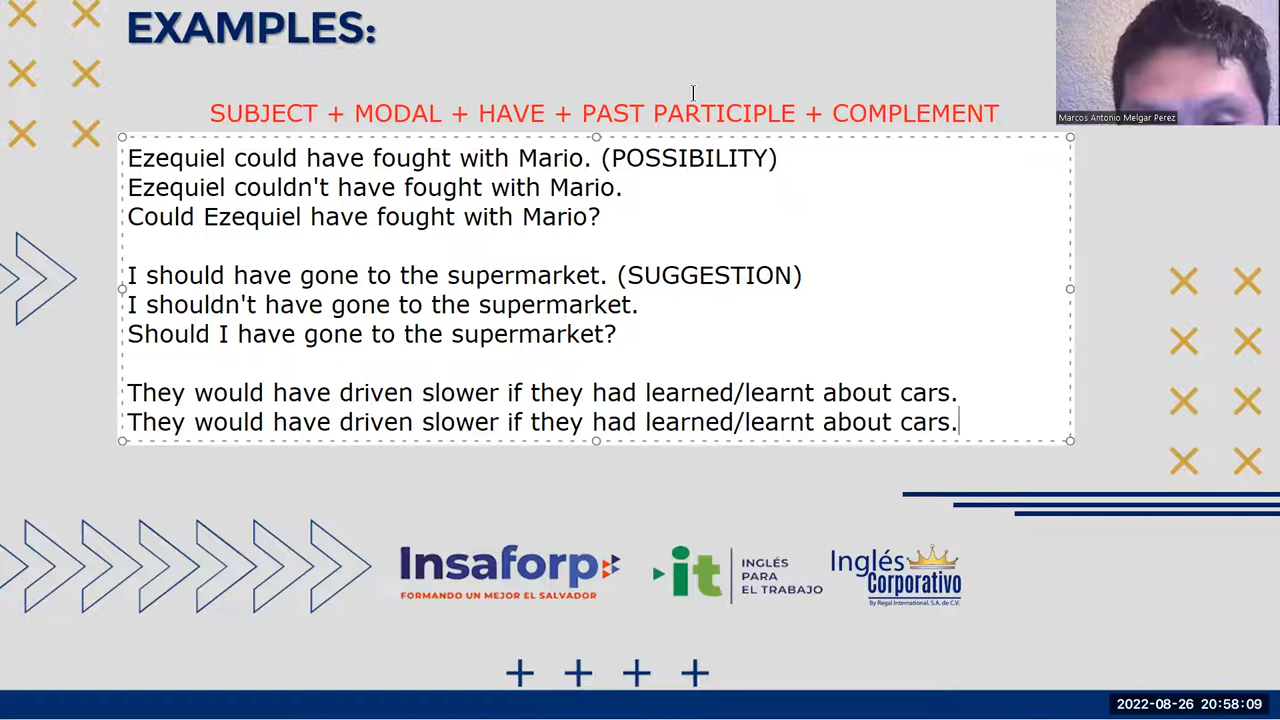 EXAMPLES:
Marcos Antonio Melgar Perez
SUBJECT + MODAL + HAVE + PAST PARTICIPLE + COMPLEMENT
Ezequiel could have fought with Mario. (POSSIBILITY)
Ezequiel couldn't have fought with Mario.
Could Ezequiel have fought with Mario?
I should have gone to the supermarket. (SUGGESTION)
I shouldn't have gone to the supermarket.
Should I have gone to the supermarket?
They would have driven slower if they had learned/learnt about cars.
They would have driven slower if they had learned/learnt about cars.
Insaforp
FORMANDO UN MEJOR EL SALVADOR
it
INGLÉS
PARA
EL TRABAJO
Inglés
Corporativo
By Regal International, S.A. de C.V.
2022-08-26 20:58:09